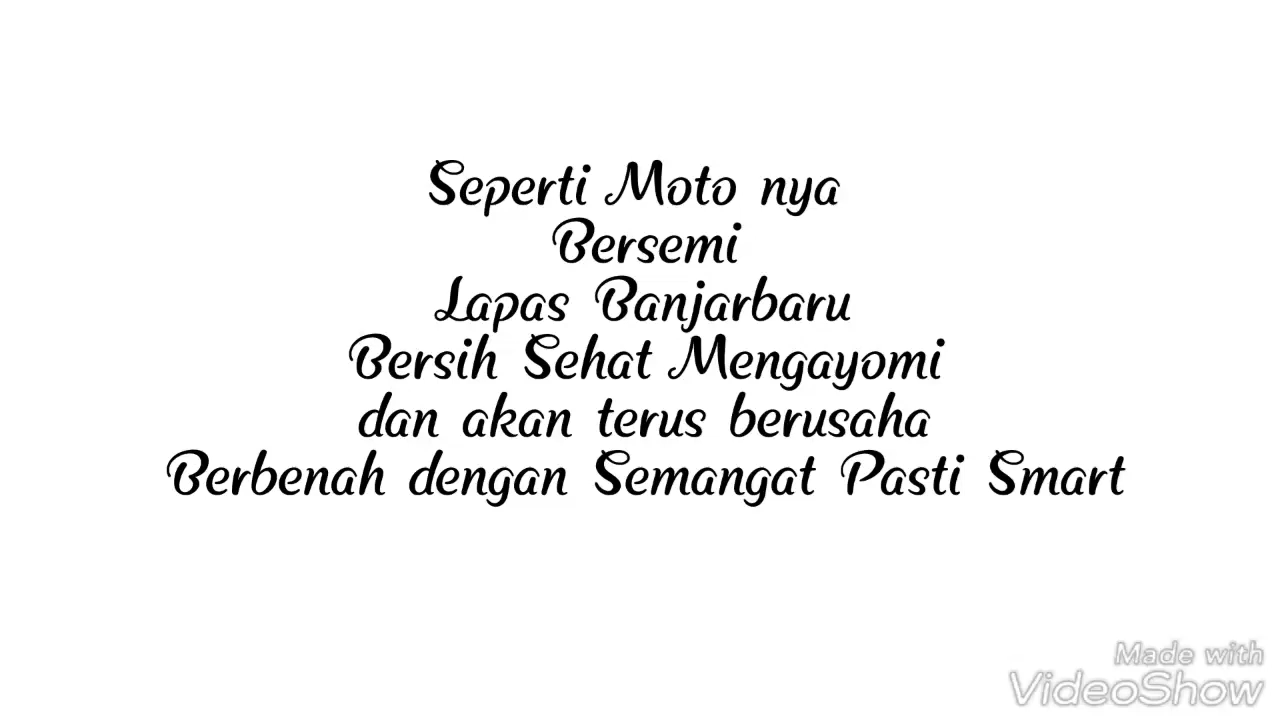 Seperti Moto nya
Bersemi
Lapas Banjarbaru
Bersih Sehat Mengayomi
dan akan terus berusaha
Berbenah dengan Semangat Pasti Smart
Made with
VideoShow